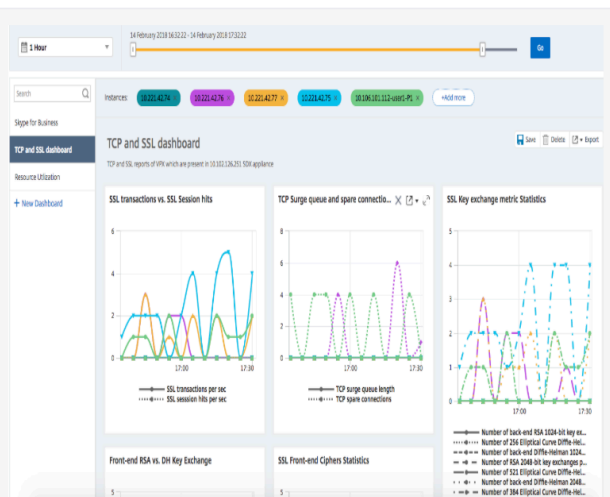 14 February 2018 16:32:22 - 14 February 2018 17:32:22
1 Hour
Go
Search
Instances:
10.221.42.74 ×
10.221.42.76 ×
10.221.42.77 ×
10.221.42.75 ×
10.106.101.112-user1-P1 ×
+Add more
Skype for Business
TCP and SSL dashboard
Resource Utilization
+ New Dashboard
TCP and SSL dashboard
Save
Delete
Export
TCP and SSL reports of VPX which are present in 10.102.126.251 SDX appliance
SSL transactions vs. SSL Session hits
6
4
2
0
17:00
17:30
SSL transactions per sec
SSL session hits per sec
TCP Surge queue and spare connectio...
8
6
4
2
0
17:00
17:30
TCP surge queue length
TCP spare connections
SSL Key exchange metric Statistics
5
4
3
2
1
0
17:00
17:30
Number of back-end RSA 1024-bit key ex...
Number of 256 Elliptical Curve Diffie-Hel...
Number of back-end Diffie-Helman 1024...
Number of RSA 2048-bit key exchanges p...
Number of 521 Elliptical Curve Diffie-Hel...
Number of back-end Diffie-Helman 2048...
Number of 384 Elliptical Curve Diffie-Hel...
Front-end RSA vs. DH Key Exchange
5
SSL Front-end Ciphers Statistics
5